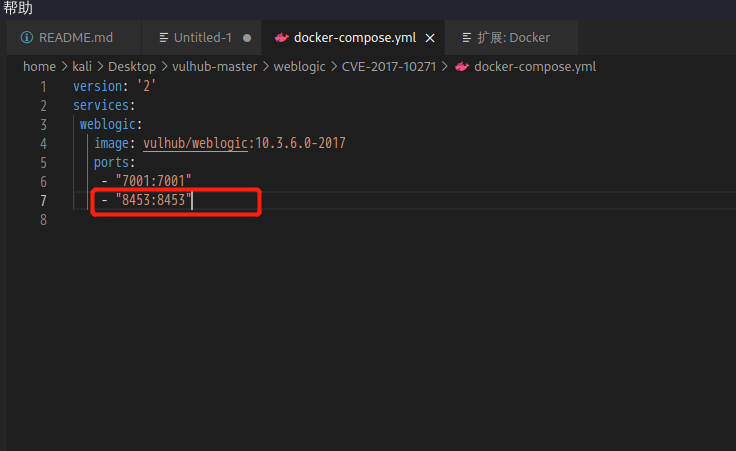 帮助
README.md Untitled-1 docker-compose.yml 扩展: Docker
home > kali > Desktop > vulhub-master > weblogic > CVE-2017-10271 > docker-compose.yml
1 version: '2'
2 services:
3 weblogic:
4 image: vulhub/weblogic:10.3.6.0-2017
5 ports:
6 - "7001:7001"
7 - "8453:8453"
8